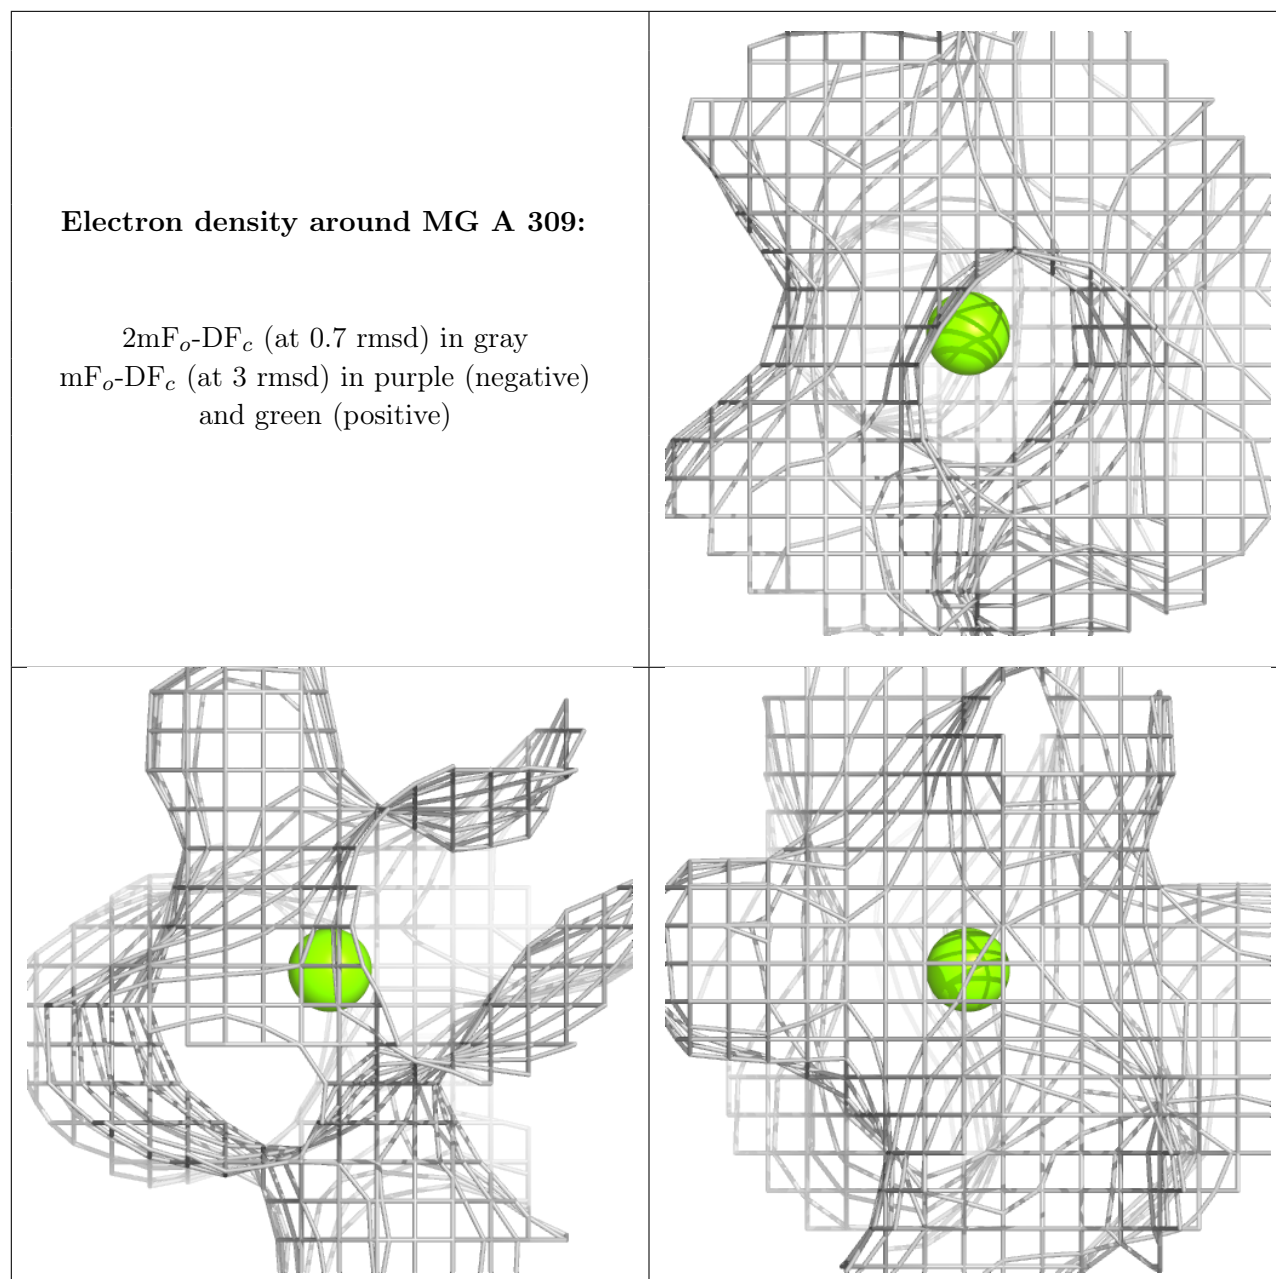 Electron density around MG A 309:
2mFo-DFc (at 0.7 rmsd) in gray
mFo-DFc (at 3 rmsd) in purple (negative)
and green (positive)